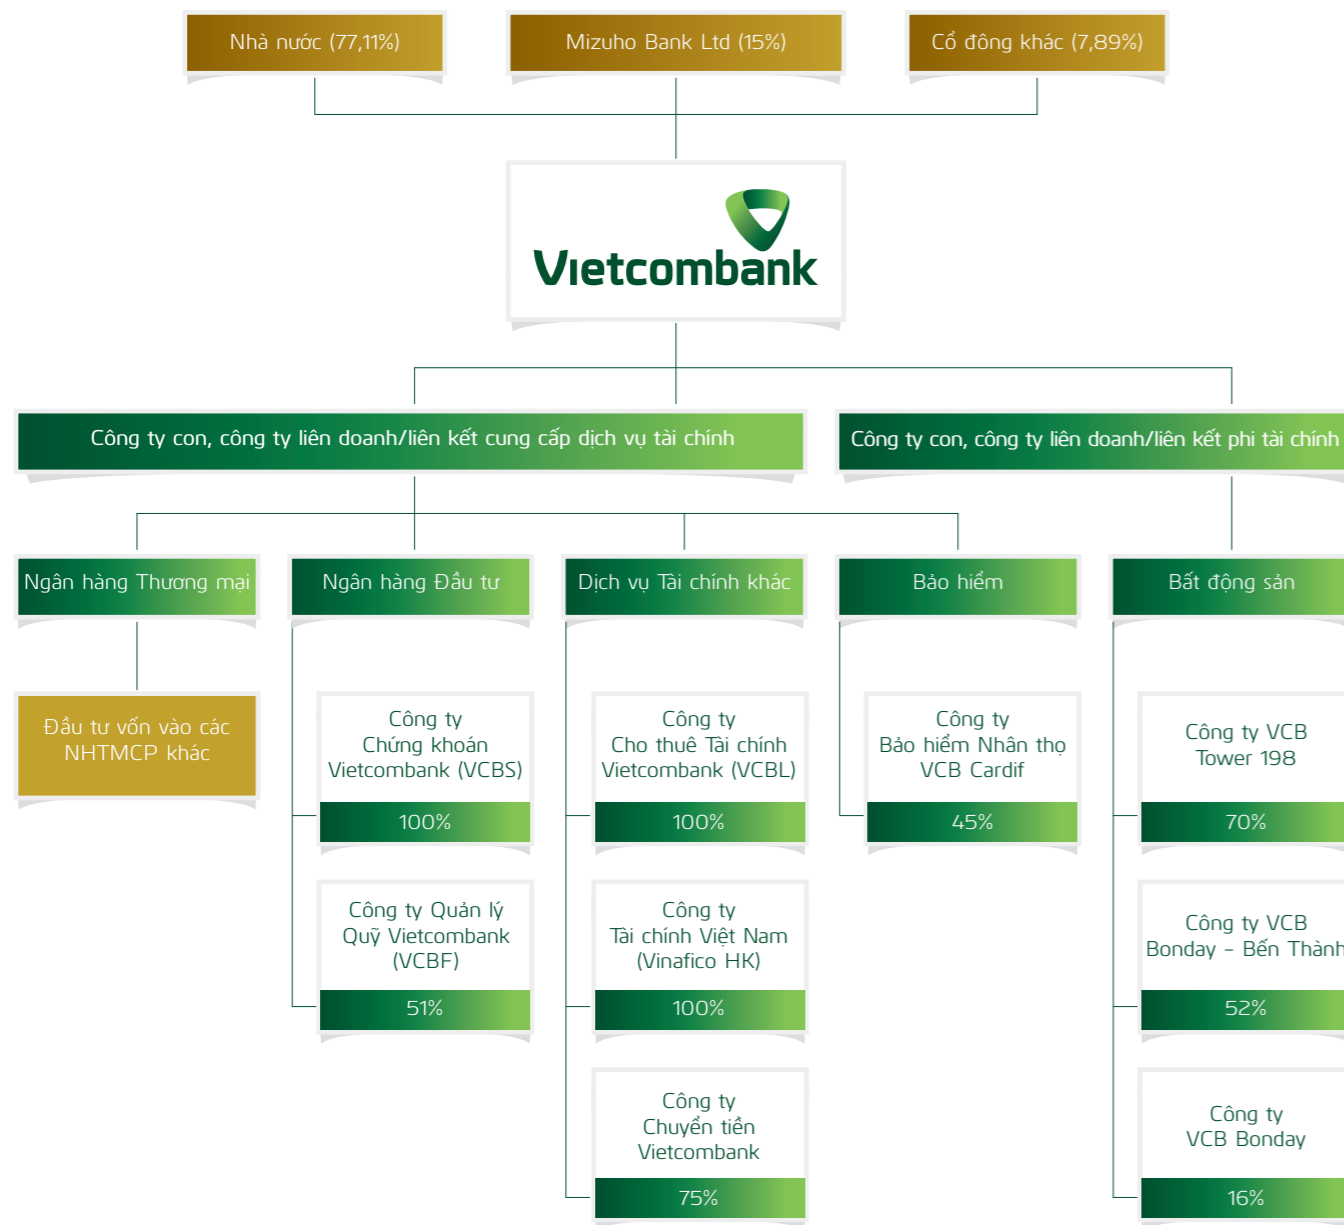 Nhà nước (77,11%)
Mizuho Bank Ltd (15%)
Cổ đông khác (7,89%)
Vietcombank
Công ty con, công ty liên doanh/liên kết cung cấp dịch vụ tài chính
Công ty con, công ty liên doanh/liên kết phi tài chính
Ngân hàng Thương mại
Ngân hàng Đầu tư
Dịch vụ Tài chính khác
Bảo hiểm
Bất động sản
Đầu tư vốn vào các
NHTMCP khác
Công ty
Chứng khoán
Vietcombank (VCBS)
100%
Công ty Quản lý
Quỹ Vietcombank
(VCBF)
51%
Công ty
Cho thuê Tài chính
Vietcombank (VCBL)
100%
Công ty
Tài chính Việt Nam
(Vinafico HK)
100%
Công ty
Chuyển tiền
Vietcombank
75%
Công ty
Bảo hiểm Nhân thọ
VCB Cardif
45%
Công ty VCB
Tower 198
70%
Công ty VCB
Bonday – Bến Thành
52%
Công ty
VCB Bonday
16%